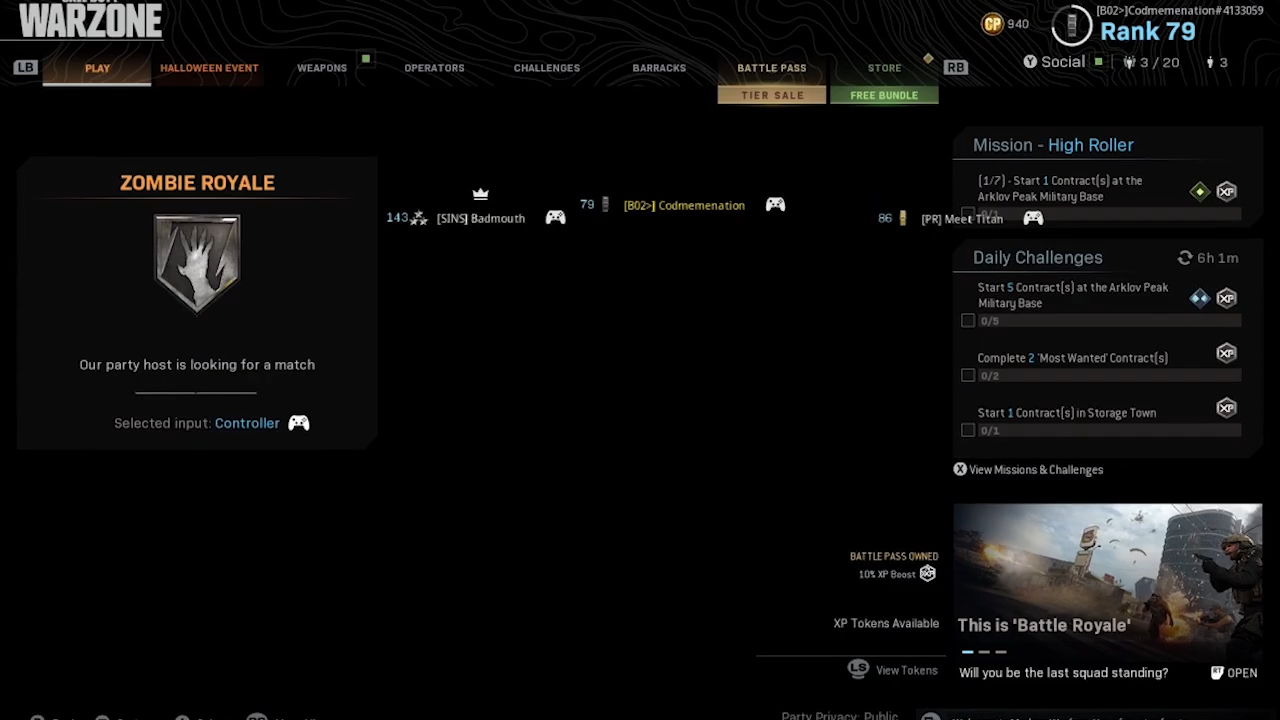 WARZONE
940
[B02>]Codmemenation#4133059
Rank 79
LB
PLAY
HALLOWEEN EVENT
WEAPONS
OPERATORS
CHALLENGES
BARRACKS
BATTLE PASS
STORE
RB
Y Social
3 / 20
3
TIER SALE
FREE BUNDLE
ZOMBIE ROYALE
Our party host is looking for a match
Selected input: Controller
143 [SINS] Badmouth
79 [B02>] Codmemenation
86 [PR] Meet Titan
Mission - High Roller
(1/7) - Start 1 Contract(s) at the
Arklov Peak Military Base
0/1
Daily Challenges
6h 1m
Start 5 Contract(s) at the Arklov Peak
Military Base
0/5
Complete 2 'Most Wanted' Contract(s)
0/2
Start 1 Contract(s) in Storage Town
0/1
X View Missions & Challenges
BATTLE PASS OWNED
10% XP Boost
XP Tokens Available
LS View Tokens
This is 'Battle Royale'
Will you be the last squad standing?
RT OPEN
Party Privacy: Public